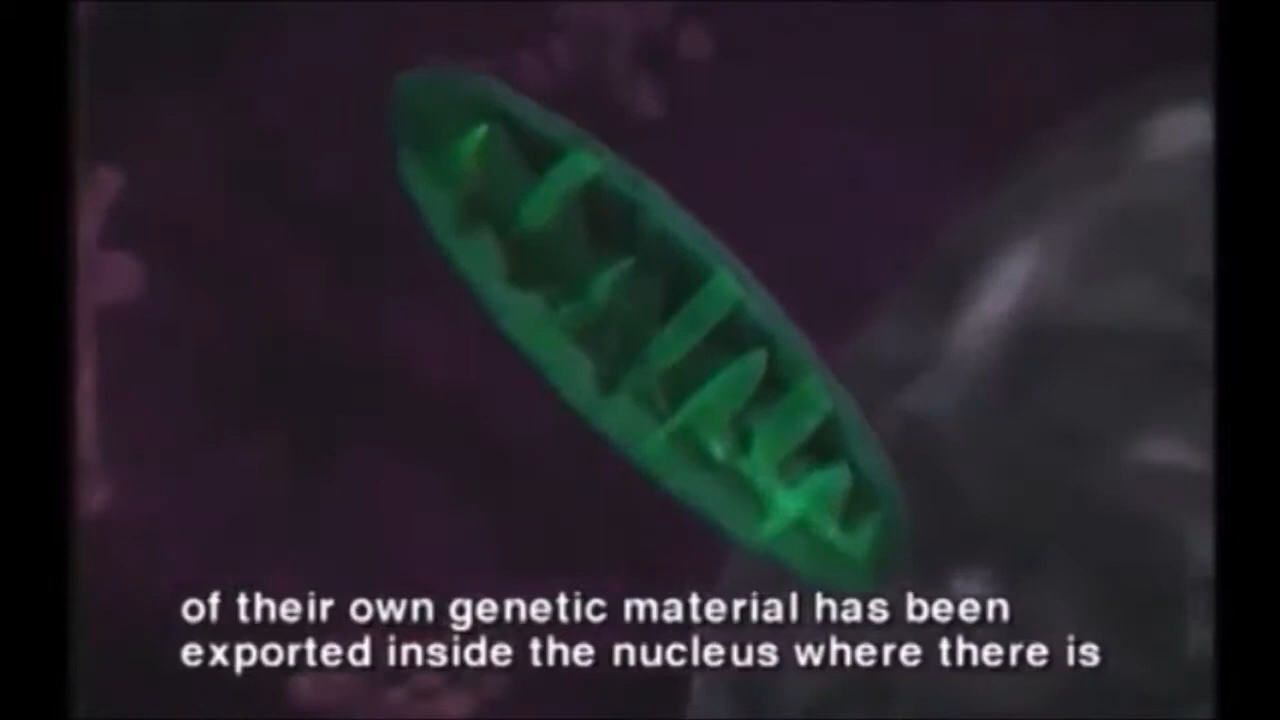 of their own genetic material has been
exported inside the nucleus where there is